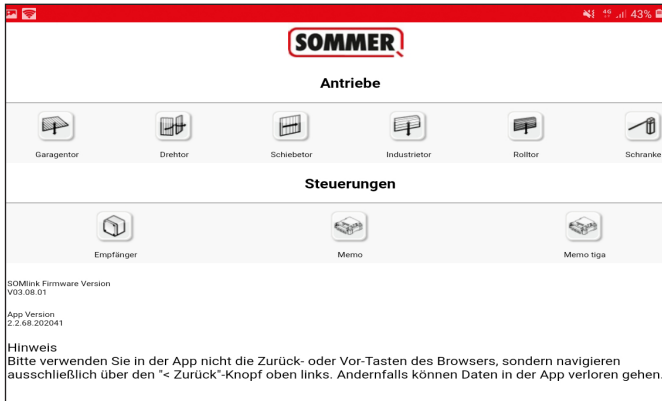 4G 43%
SOMMER
Antriebe
Garagentor Drehtor Schiebetor Industrietor Rolltor Schranke
Steuerungen
Empfänger Memo Memo tiga
SOMlink Firmware Version
V03.08.01
App Version
2.2.68.202041
Hinweis
Bitte verwenden Sie in der App nicht die Zurück- oder Vor-Tasten des Browsers, sondern navigieren
ausschließlich über den "< Zurück"-Knopf oben links. Andernfalls können Daten in der App verloren gehen.